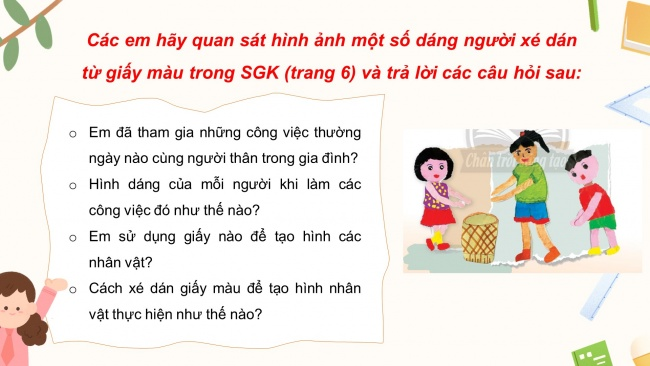 Các em hãy quan sát hình ảnh một số dáng người xé dán
từ giấy màu trong SGK (trang 6) và trả lời các câu hỏi sau:
o Em đã tham gia những công việc thường
ngày nào cùng người thân trong gia đình?
o Hình dáng của mỗi người khi làm các
công việc đó như thế nào?
o Em sử dụng giấy nào để tạo hình các
nhân vật?
o Cách xé dán giấy màu để tạo hình nhân
vật thực hiện như thế nào?